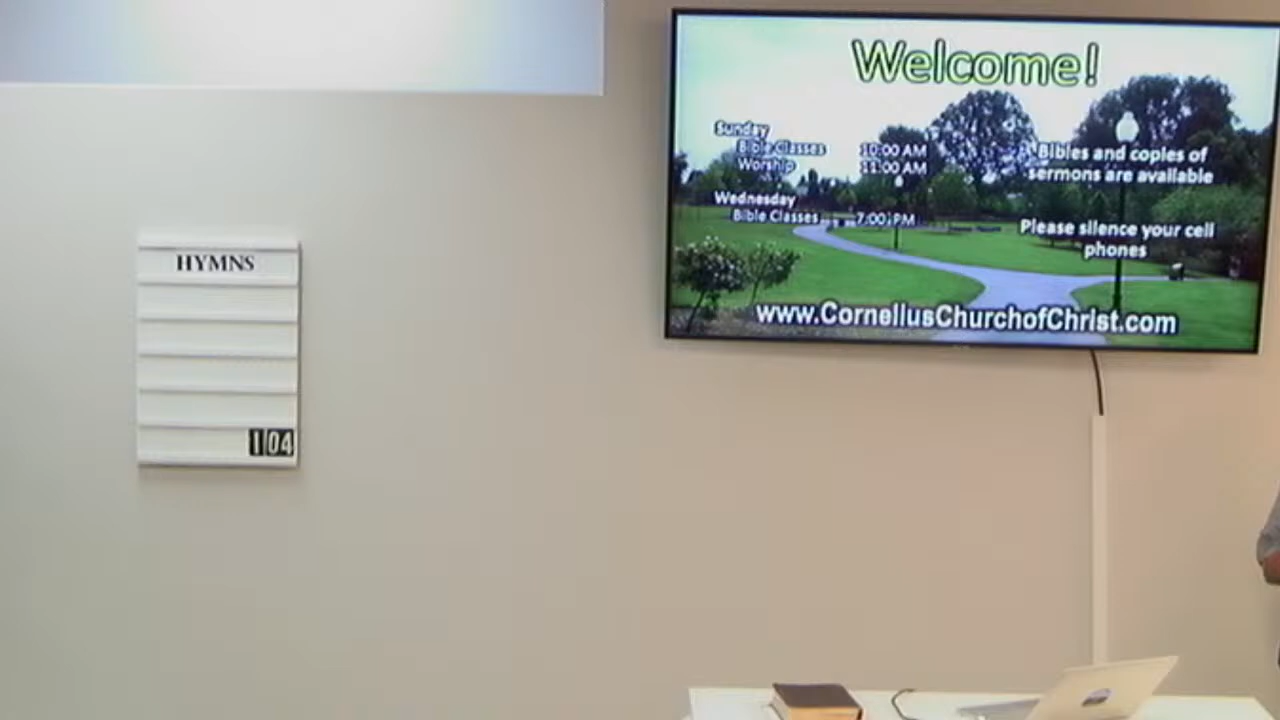 HYMNS
104
Welcome!
Sunday
Bible Classes 10:00 AM
Worship 11:00 AM
Wednesday
Bible Classes 7:00 PM
Bibles and copies of
sermons are available
Please silence your cell
phones
www.CorneliusChurchofChrist.com